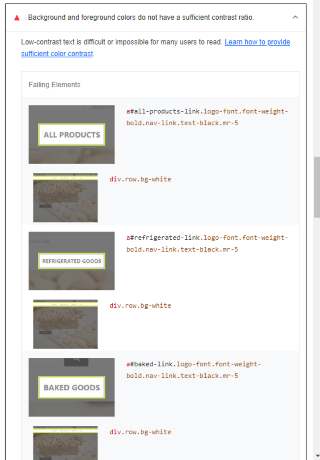 Background and foreground colors do not have a sufficient contrast ratio.
Low-contrast text is difficult or impossible for many users to read. Learn how to provide
sufficient color contrast.
Failing Elements
ALL PRODUCTS
a#all-products-link.logo-font.font-weight-
bold.nav-link.text-black.mr-5
div.row.bg-white
REFRIGERATED GOODS
a#refrigerated-link.logo-font.font-weight-
bold.nav-link.text-black.mr-5
div.row.bg-white
BAKED GOODS
a#baked-link.logo-font.font-weight-
bold.nav-link.text-black.mr-5
div.row.bg-white